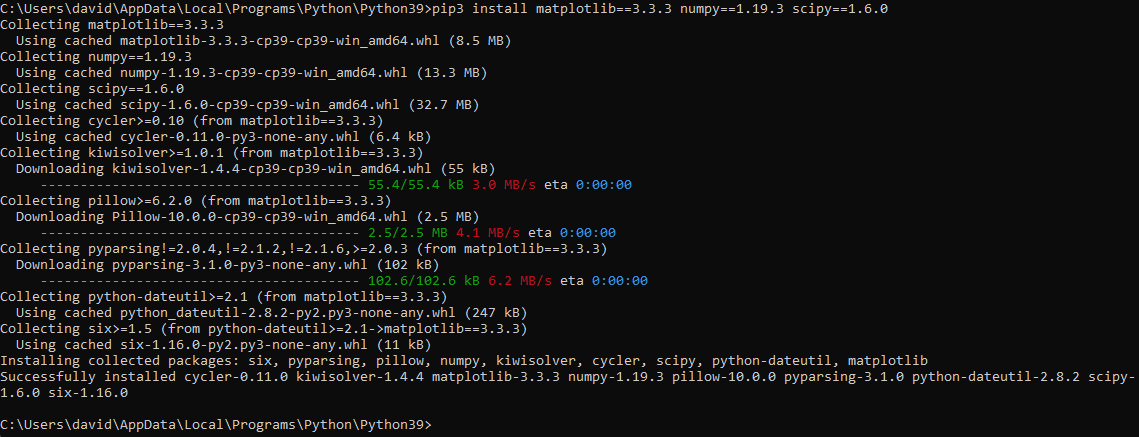 C:\Users\david\AppData\Local\Programs\Python\Python39>pip3 install matplotlib==3.3.3 numpy==1.19.3 scipy==1.6.0
Collecting matplotlib==3.3.3
  Using cached matplotlib-3.3.3-cp39-cp39-win_amd64.whl (8.5 MB)
Collecting numpy==1.19.3
  Using cached numpy-1.19.3-cp39-cp39-win_amd64.whl (13.3 MB)
Collecting scipy==1.6.0
  Using cached scipy-1.6.0-cp39-cp39-win_amd64.whl (32.7 MB)
Collecting cycler>=0.10 (from matplotlib==3.3.3)
  Using cached cycler-0.11.0-py3-none-any.whl (6.4 kB)
Collecting kiwisolver>=1.0.1 (from matplotlib==3.3.3)
  Downloading kiwisolver-1.4.4-cp39-cp39-win_amd64.whl (55 kB)
     ---------------------------------------- 55.4/55.4 kB 3.0 MB/s eta 0:00:00
Collecting pillow>=6.2.0 (from matplotlib==3.3.3)
  Downloading Pillow-10.0.0-cp39-cp39-win_amd64.whl (2.5 MB)
     ---------------------------------------- 2.5/2.5 MB 4.1 MB/s eta 0:00:00
Collecting pyparsing!=2.0.4,!=2.1.2,!=2.1.6,>=2.0.3 (from matplotlib==3.3.3)
  Downloading pyparsing-3.1.0-py3-none-any.whl (102 kB)
     ---------------------------------------- 102.6/102.6 kB 6.2 MB/s eta 0:00:00
Collecting python-dateutil>=2.1 (from matplotlib==3.3.3)
  Using cached python_dateutil-2.8.2-py2.py3-none-any.whl (247 kB)
Collecting six>=1.5 (from python-dateutil>=2.1->matplotlib==3.3.3)
  Using cached six-1.16.0-py2.py3-none-any.whl (11 kB)
Installing collected packages: six, pyparsing, pillow, numpy, kiwisolver, cycler, scipy, python-dateutil, matplotlib
Successfully installed cycler-0.11.0 kiwisolver-1.4.4 matplotlib-3.3.3 numpy-1.19.3 pillow-10.0.0 pyparsing-3.1.0 python-dateutil-2.8.2 scipy-
1.6.0 six-1.16.0
C:\Users\david\AppData\Local\Programs\Python\Python39>